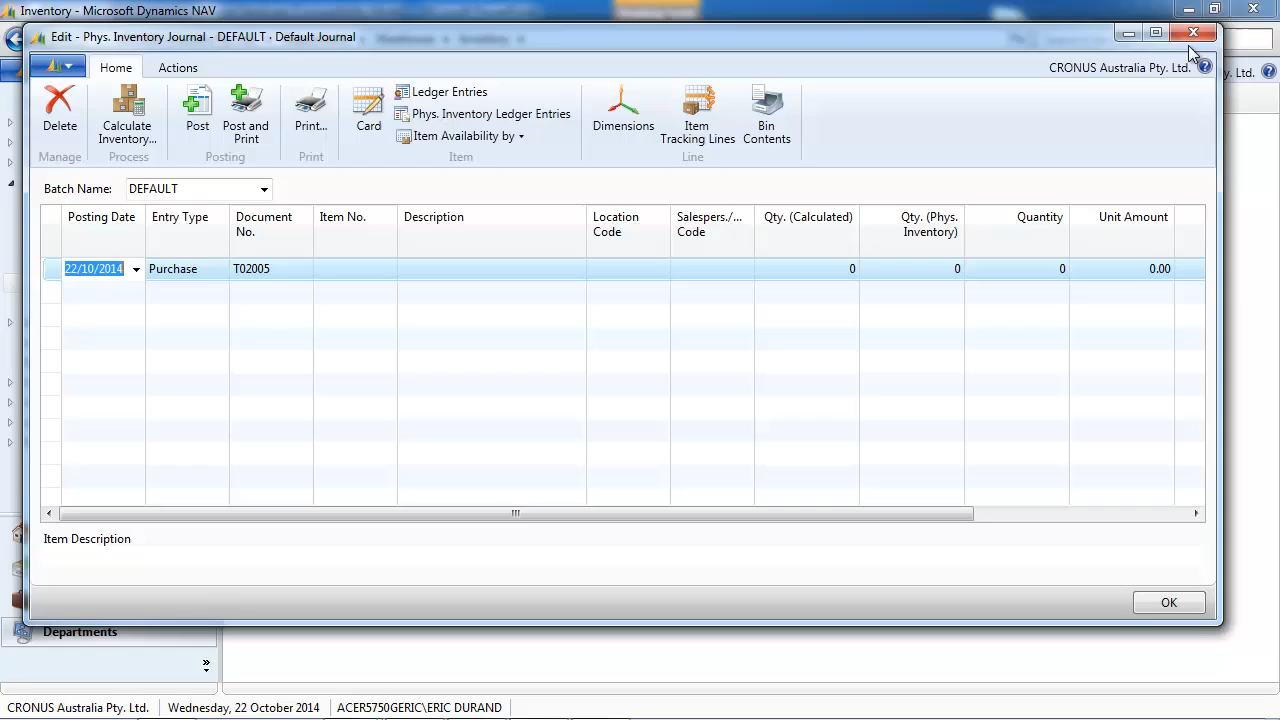 Inventory - Microsoft Dynamics NAV
Edit - Phys. Inventory Journal - DEFAULT · Default Journal
Home
Actions
CRONUS Australia Pty. Ltd.
y. Ltd.
Delete
Calculate
Inventory...
Post
Post and
Print
Print...
Card
Ledger Entries
Phys. Inventory Ledger Entries
Item Availability by
Dimensions
Item
Tracking Lines
Bin
Contents
Manage
Process
Posting
Print
Item
Line
Batch Name:
DEFAULT
Posting Date
Entry Type
Document
No.
Item No.
Description
Location
Code
Salespers./...
Code
Qty. (Calculated)
Qty. (Phys.
Inventory)
Quantity
Unit Amount
22/10/2014
Purchase
T02005
0
0
0
0.00
Item Description
OK
Departments
CRONUS Australia Pty. Ltd.
Wednesday, 22 October 2014
ACER5750GERIC\ERIC DURAND